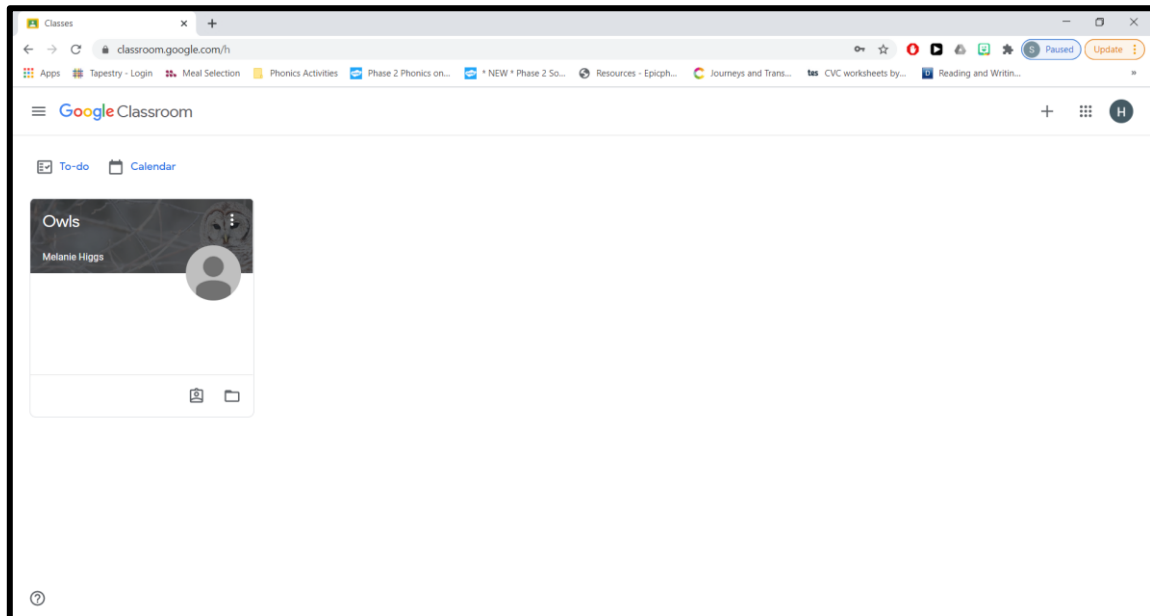 Classes
classroom.google.com/h
S Paused Update
Apps Tapestry - Login Meal Selection Phonics Activities Phase 2 Phonics on... * NEW * Phase 2 So... Resources - Epicph... Journeys and Trans... tes CVC worksheets by... D Reading and Writin... »
Google Classroom
H
To-do Calendar
Owls
Melanie Higgs